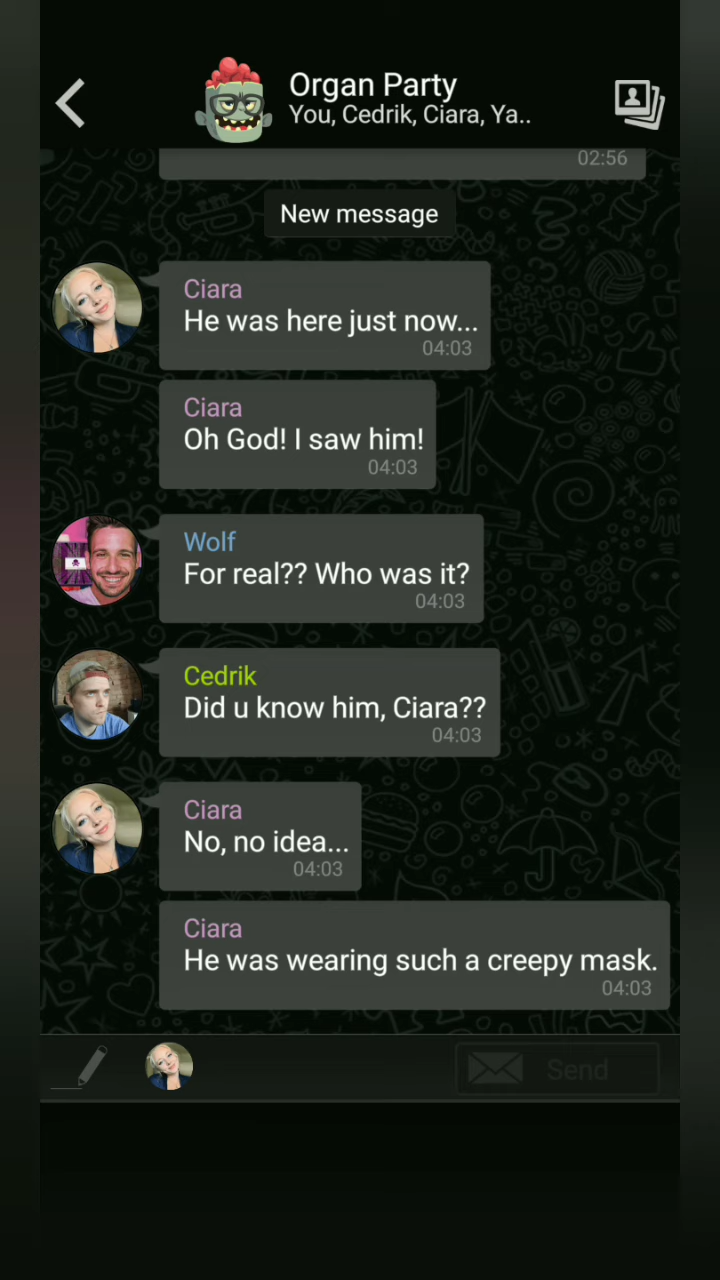 Organ Party
You, Cedrik, Ciara, Ya..
02:56
New message
Ciara
He was here just now...
04:03
Ciara
Oh God! I saw him!
04:03
Wolf
For real?? Who was it?
04:03
Cedrik
Did u know him, Ciara??
04:03
Ciara
No, no idea...
04:03
Ciara
He was wearing such a creepy mask.
04:03
Send